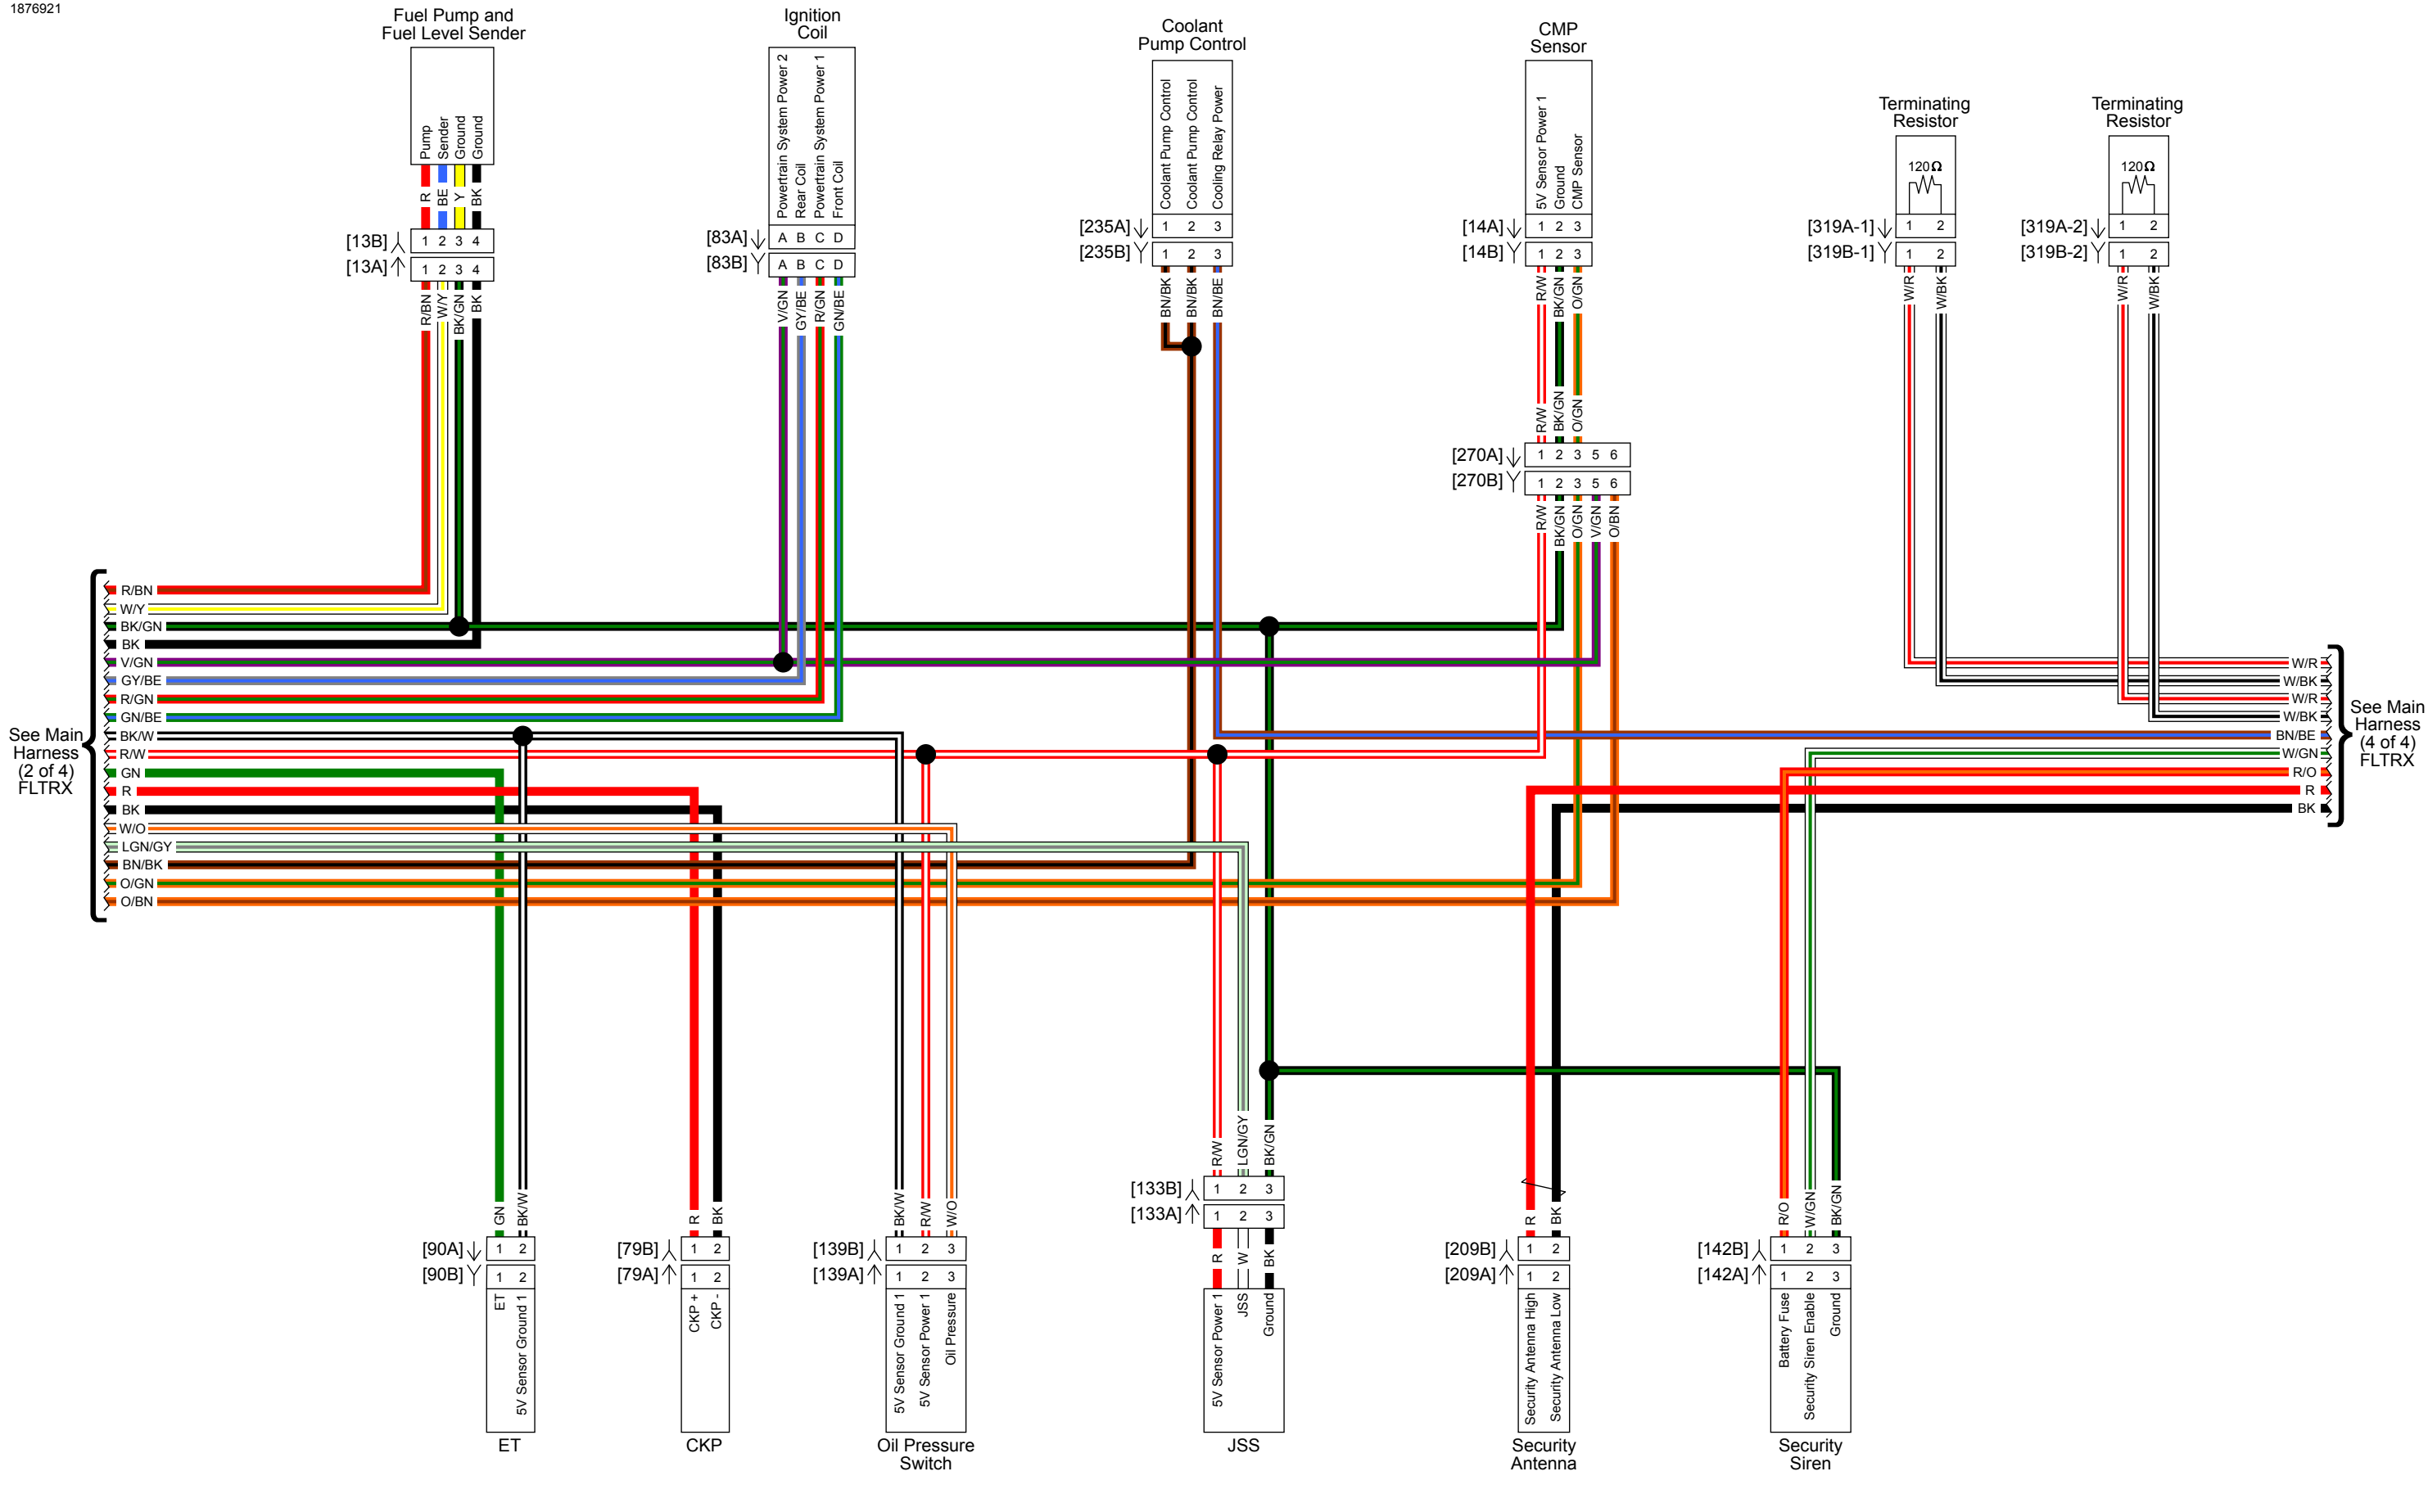 1876921
Fuel Pump and
Fuel Level Sender
Pump
Sender
Ground
Ground
R
BE
Y
BK
[13B]
1 2 3 4
[13A]
1 2 3 4
R/BN
W/Y
BK/GN
BK
Ignition
Coil
Powertrain System Power 2
Rear Coil
Powertrain System Power 1
Front Coil
[83A]
A B C D
[83B]
A B C D
V/GN
GY/BE
R/GN
GN/BE
Coolant
Pump Control
Coolant Pump Control
Coolant Pump Control
Cooling Relay Power
[235A]
1 2 3
[235B]
1 2 3
BN/BK
BN/BK
BN/BE
CMP
Sensor
5V Sensor Power 1
Ground
CMP Sensor
[14A]
1 2 3
[14B]
1 2 3
R/W
BK/GN
O/GN
R/W
BK/GN
O/GN
[270A]
1 2 3 5 6
[270B]
1 2 3 5 6
R/W
BK/GN
O/GN
V/GN
O/BN
Terminating
Resistor
120Ω
[319A-1]
1 2
[319B-1]
1 2
W/R
W/BK
Terminating
Resistor
120Ω
[319A-2]
1 2
[319B-2]
1 2
W/R
W/BK
See Main
Harness
(2 of 4)
FLTRX
R/BN
W/Y
BK/GN
BK
V/GN
GY/BE
R/GN
GN/BE
BK/W
R/W
GN
R
BK
W/O
LGN/GY
BN/BK
O/GN
O/BN
W/R
W/BK
W/R
W/BK
BN/BE
W/GN
R/O
R
BK
See Main
Harness
(4 of 4)
FLTRX
GN
BK/W
[90A]
1 2
[90B]
1 2
ET
5V Sensor Ground 1
ET
R
BK
[79B]
1 2
[79A]
1 2
CKP +
CKP -
CKP
BK/W
R/W
W/O
[139B]
1 2 3
[139A]
1 2 3
5V Sensor Ground 1
5V Sensor Power 1
Oil Pressure
Oil Pressure
Switch
R/W
LGN/GY
BK/GN
[133B]
1 2 3
[133A]
1 2 3
R
W
BK
5V Sensor Power 1
JSS
Ground
JSS
R
BK
[209B]
1 2
[209A]
1 2
Security Antenna High
Security Antenna Low
Security
Antenna
R/O
W/GN
BK/GN
[142B]
1 2 3
[142A]
1 2 3
Battery Fuse
Security Siren Enable
Ground
Security
Siren